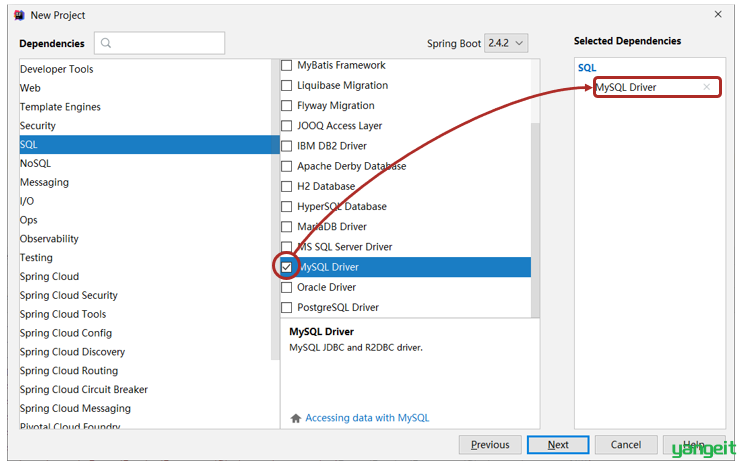 New Project
Dependencies
Spring Boot 2.4.2
Selected Dependencies
Developer Tools
Web
Template Engines
Security
SQL
NoSQL
Messaging
I/O
Ops
Observability
Testing
Spring Cloud
Spring Cloud Security
Spring Cloud Tools
Spring Cloud Config
Spring Cloud Discovery
Spring Cloud Routing
Spring Cloud Circuit Breaker
Spring Cloud Messaging
Pivotal Cloud Foundry
MyBatis Framework
Liquibase Migration
Flyway Migration
JOOQ Access Layer
IBM DB2 Driver
Apache Derby Database
H2 Database
HyperSQL Database
MariaDB Driver
MS SQL Server Driver
MySQL Driver
Oracle Driver
PostgreSQL Driver
MySQL Driver
MySQL JDBC and R2DBC driver.
Accessing data with MySQL
SQL
MySQL Driver
Previous
Next
Cancel
Help
yangeit